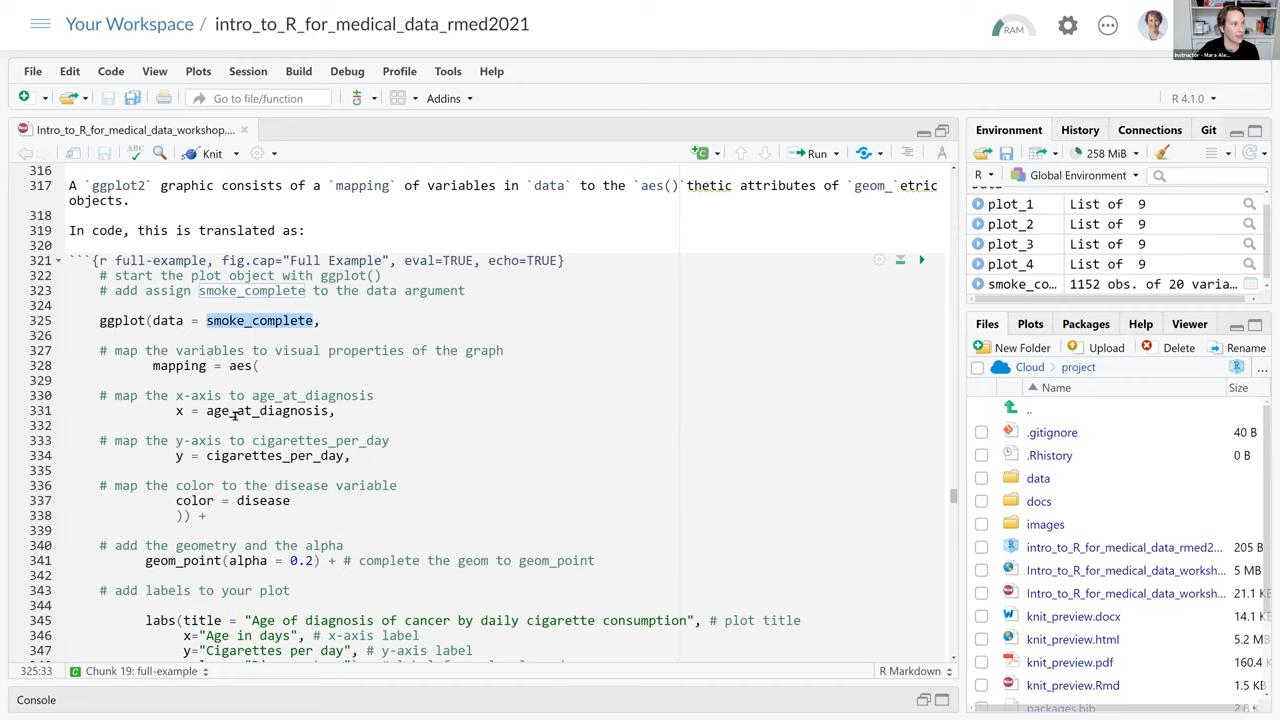 Your Workspace / intro_to_R_for_medical_data_rmed2021
RAM
Instructor - Mara Ale...
File Edit Code View Plots Session Build Debug Profile Tools Help
Go to file/function Addins R 4.1.0
Intro_to_R_for_medical_data_workshop....
Knit Run
316
317 A `ggplot2` graphic consists of a `mapping` of variables in `data` to the `aes()`thetic attributes of `geom_`etric
objects.
318
319 In code, this is translated is:
320
321 ```{r full-example, fig.cap="Full Example", eval=TRUE, echo=TRUE}
322 # start the plot object with ggplot()
323 # add assign smoke_complete to the data argument
324
325 ggplot(data = smoke_complete,
326
327 # map the variables to visual properties of the graph
328 mapping = aes(
329
330 # map the x-axis to age_at_diagnosis
331 x = age_at_diagnosis,
332
333 # map the y-axis to cigarettes_per_day
334 y = cigarettes_per_day,
335
336 # map the color to the disease variable
337 color = disease
338 )) +
339
340 # add the geometry and the alpha
341 geom_point(alpha = 0.2) + # complete the geom to geom_point
342
343 # add labels to your plot
344
345 labs(title = "Age of diagnosis of cancer by daily cigarette consumption", # plot title
346 x="Age in days", # x-axis label
347 y="Cigarettes per day", # y-axis label
325:33 Chunk 19: full-example R Markdown
Console
Environment History Connections Git
258 MiB
R Global Environment
Data
plot_1 List of 9
plot_2 List of 9
plot_3 List of 9
plot_4 List of 9
smoke_co... 1152 obs. of 20 varia...
Files Plots Packages Help Viewer
New Folder Upload Delete Rename
Cloud project ...
Name Size
..
.gitignore 40 B
.Rhistory 0 B
data
docs
images
intro_to_R_for_medical_data_rmed2... 205 B
Intro_to_R_for_medical_data_worksh... 5 MB
Intro_to_R_for_medical_data_worksh... 21.1 K
knit_preview.docx 14.1 K
knit_preview.html 5.2 M
knit_preview.pdf 160.4
knit_preview.Rmd 1.5 K
packages.bib 2.8 K